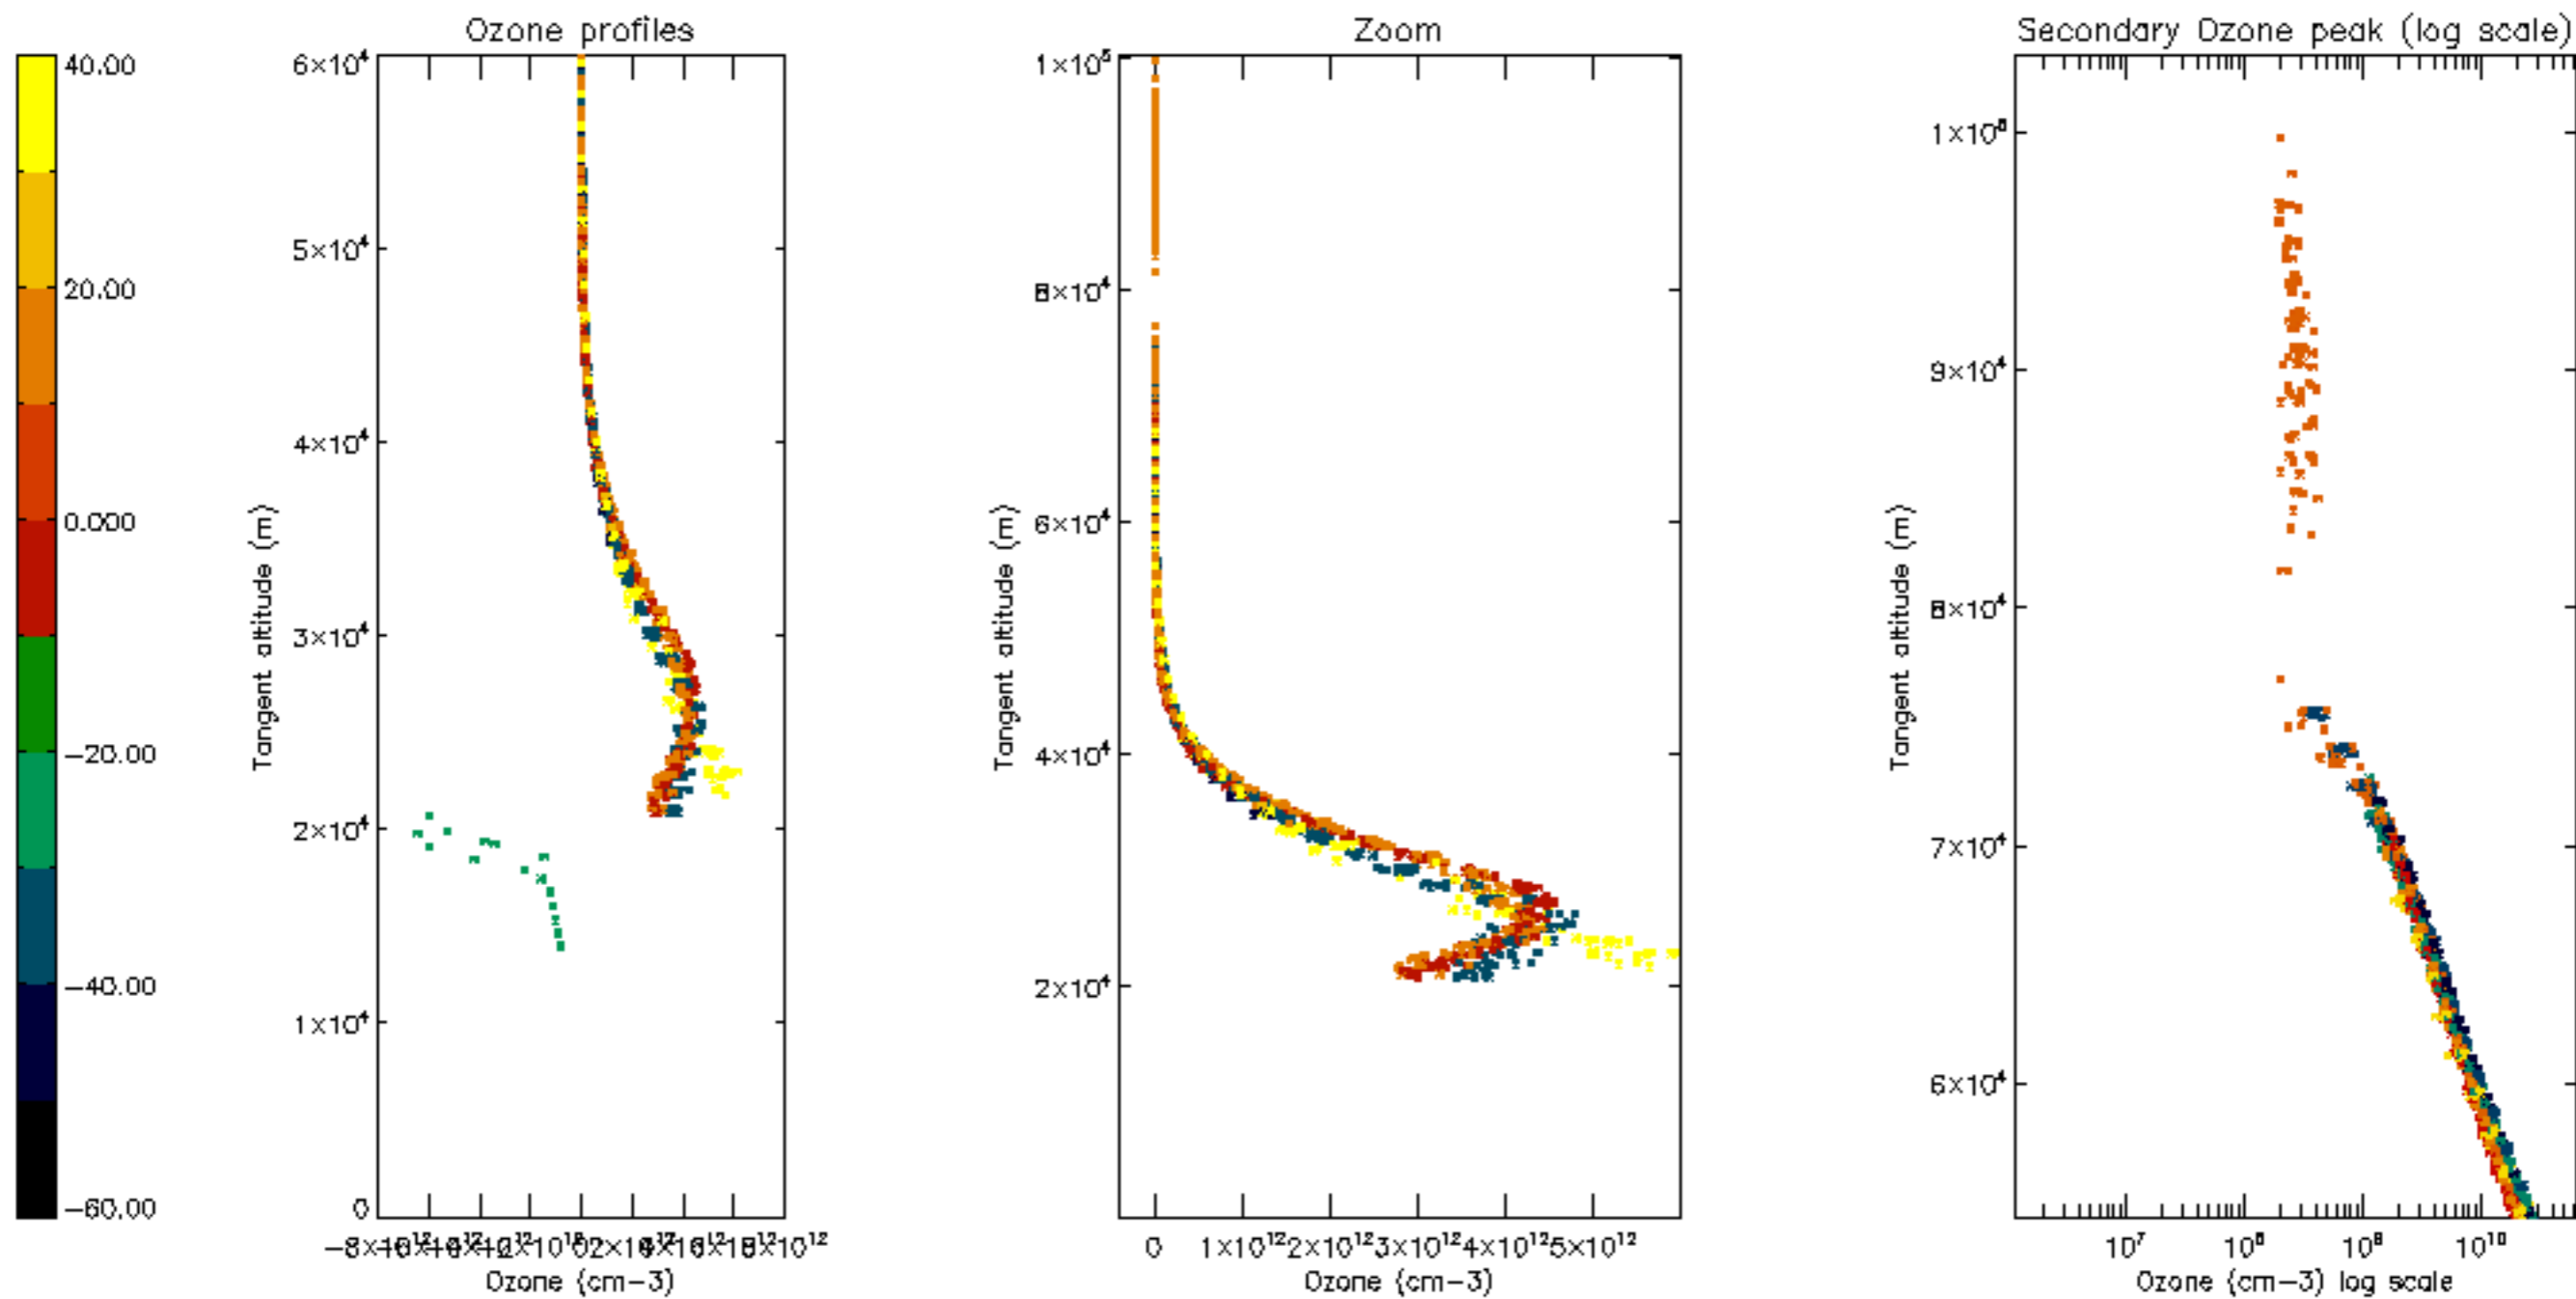 Ozone profiles
Zoom
Secondary Ozone peak (log scale)
40.00
20.00
0.000
−20.00
−40.00
−60.00
6×10⁴
5×10⁴
4×10⁴
3×10⁴
2×10⁴
1×10⁴
0
Tangent altitude (m)
Ozone (cm−3)
1×10⁵
8×10⁴
6×10⁴
4×10⁴
2×10⁴
Tangent altitude (m)
0 1×10¹² 2×10¹² 3×10¹² 4×10¹² 5×10¹²
Ozone (cm−3)
9×10⁴
8×10⁴
7×10⁴
6×10⁴
Tangent altitude (m)
10⁷ 10⁸ 10⁹ 10¹⁰
Ozone (cm−3) log scale